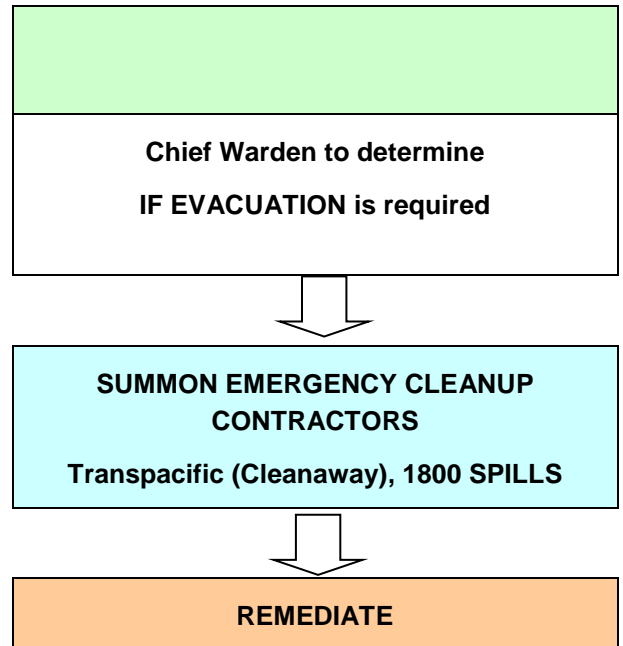 Chief Warden to determine
IF EVACUATION is required
SUMMON EMERGENCY CLEANUP
CONTRACTORS
Transpacific (Cleanaway), 1800 SPILLS
REMEDIATE